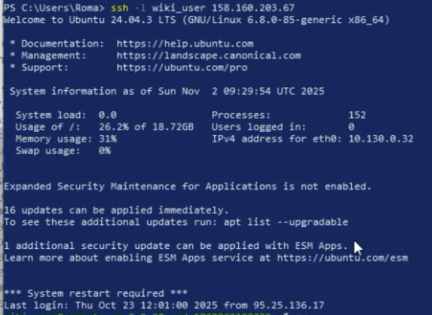 PS C:\Users\Roma> ssh -l wiki_user 158.160.203.67
Welcome to Ubuntu 24.04.3 LTS (GNU/Linux 6.8.0-85-generic x86_64)
* Documentation: https://help.ubuntu.com
* Management: https://landscape.canonical.com
* Support: https://ubuntu.com/pro
System information as of Sun Nov 2 09:29:54 UTC 2025
System load: 0.0 Processes: 152
Usage of /: 26.2% of 18.72GB Users logged in: 0
Memory usage: 31% IPv4 address for eth0: 10.130.0.32
Swap usage: 0%
Expanded Security Maintenance for Applications is not enabled.
16 updates can be applied immediately.
To see these additional updates run: apt list --upgradable
1 additional security update can be applied with ESM Apps.
Learn more about enabling ESM Apps service at https://ubuntu.com/esm
*** System restart required ***
Last login: Thu Oct 23 12:01:00 2025 from 95.25.136.17